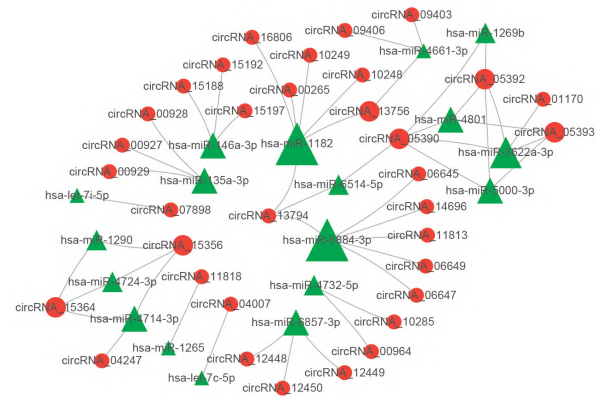 circRNA_09403
circRNA_09406
hsa-miR-1269b
circRNA_16806
hsa-miR-4661-3p
circRNA_10249
circRNA_15192
circRNA_10248
circRNA_05392
circRNA_15188
circRNA_00265
circRNA_01170
circRNA_00928
circRNA_15197
circRNA_13756
hsa-miR-4801
circRNA_05393
circRNA_05390
circRNA_00927
hsa-miR-146a-3p
hsa-miR-1182
hsa-miR-3622a-3p
circRNA_00929
hsa-miR-135a-3p
hsa-miR-6514-5p
circRNA_06645
hsa-miR-5000-3p
hsa-let-7i-5p
circRNA_07898
circRNA_13794
circRNA_14696
hsa-miR-1290
circRNA_15356
hsa-miR-6884-3p
circRNA_11813
circRNA_06649
hsa-miR-4724-3p
circRNA_11818
hsa-miR-4732-5p
circRNA_06647
circRNA_15364
circRNA_04007
hsa-miR-4714-3p
hsa-miR-6857-3p
circRNA_10285
hsa-miR-1265
circRNA_00964
circRNA_04247
circRNA_12448
circRNA_12449
hsa-let-7c-5p
circRNA_12450